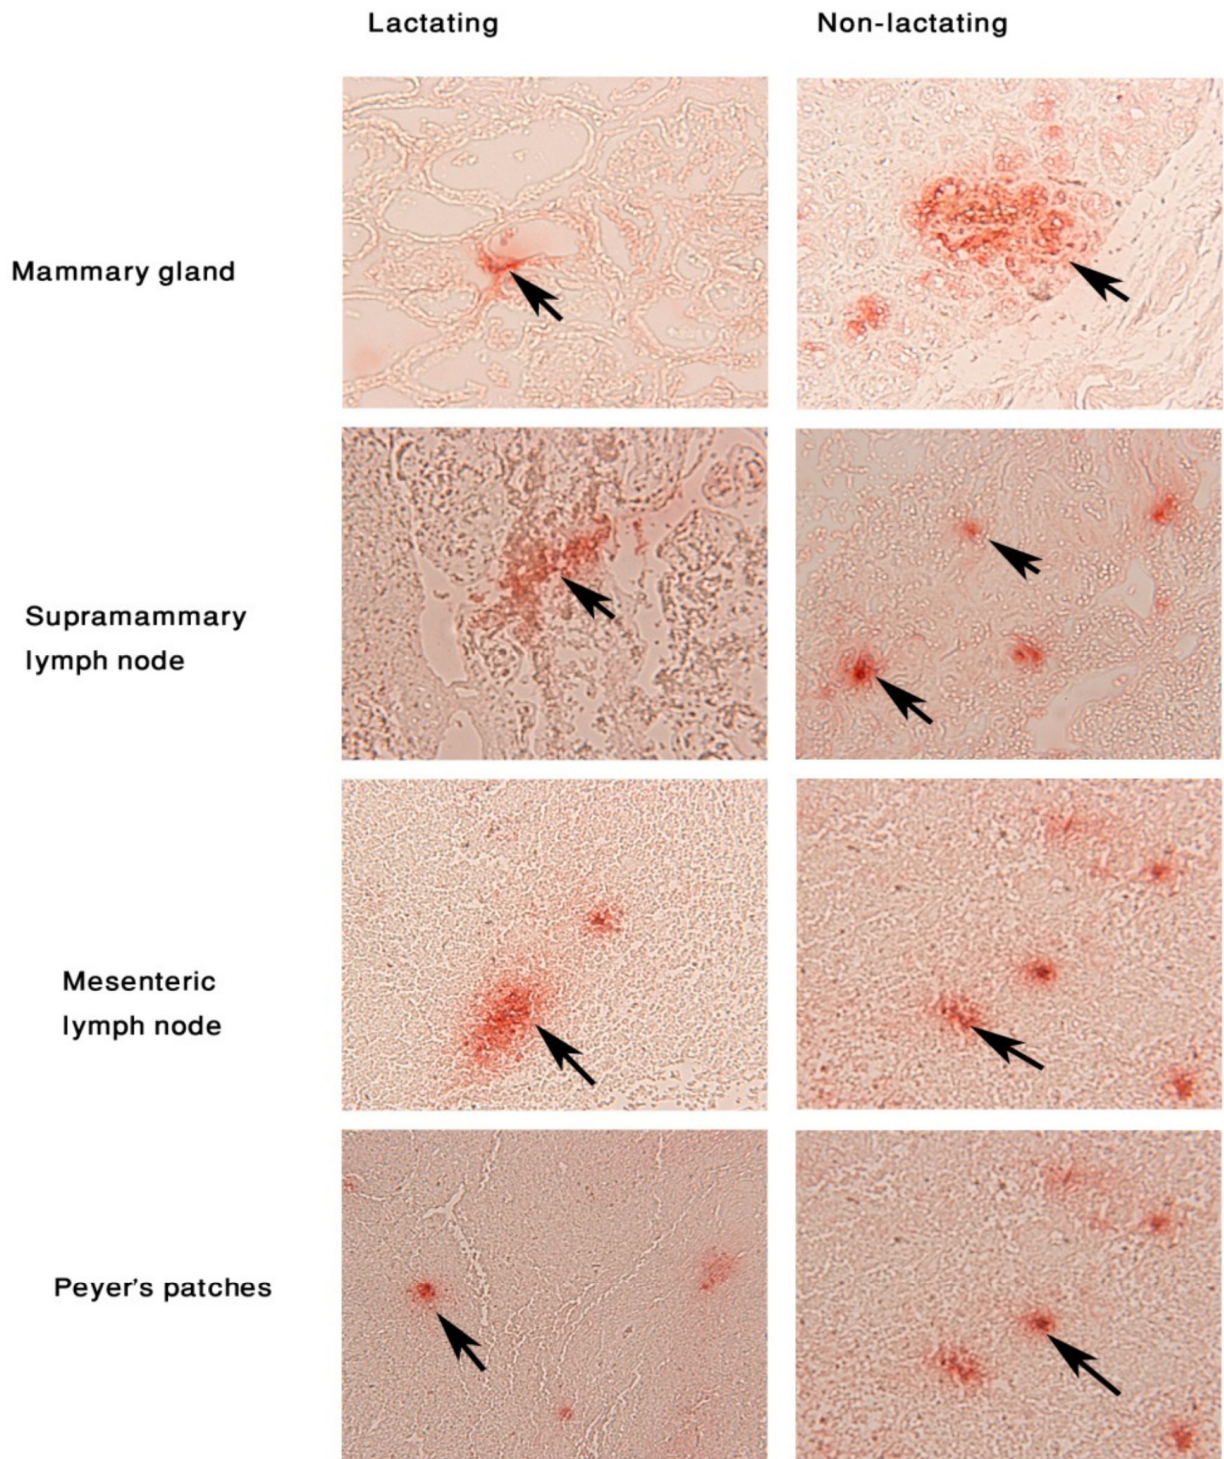 Lactating
Non-lactating
Mammary gland
Supramammary
lymph node
Mesenteric
lymph node
Peyer's patches